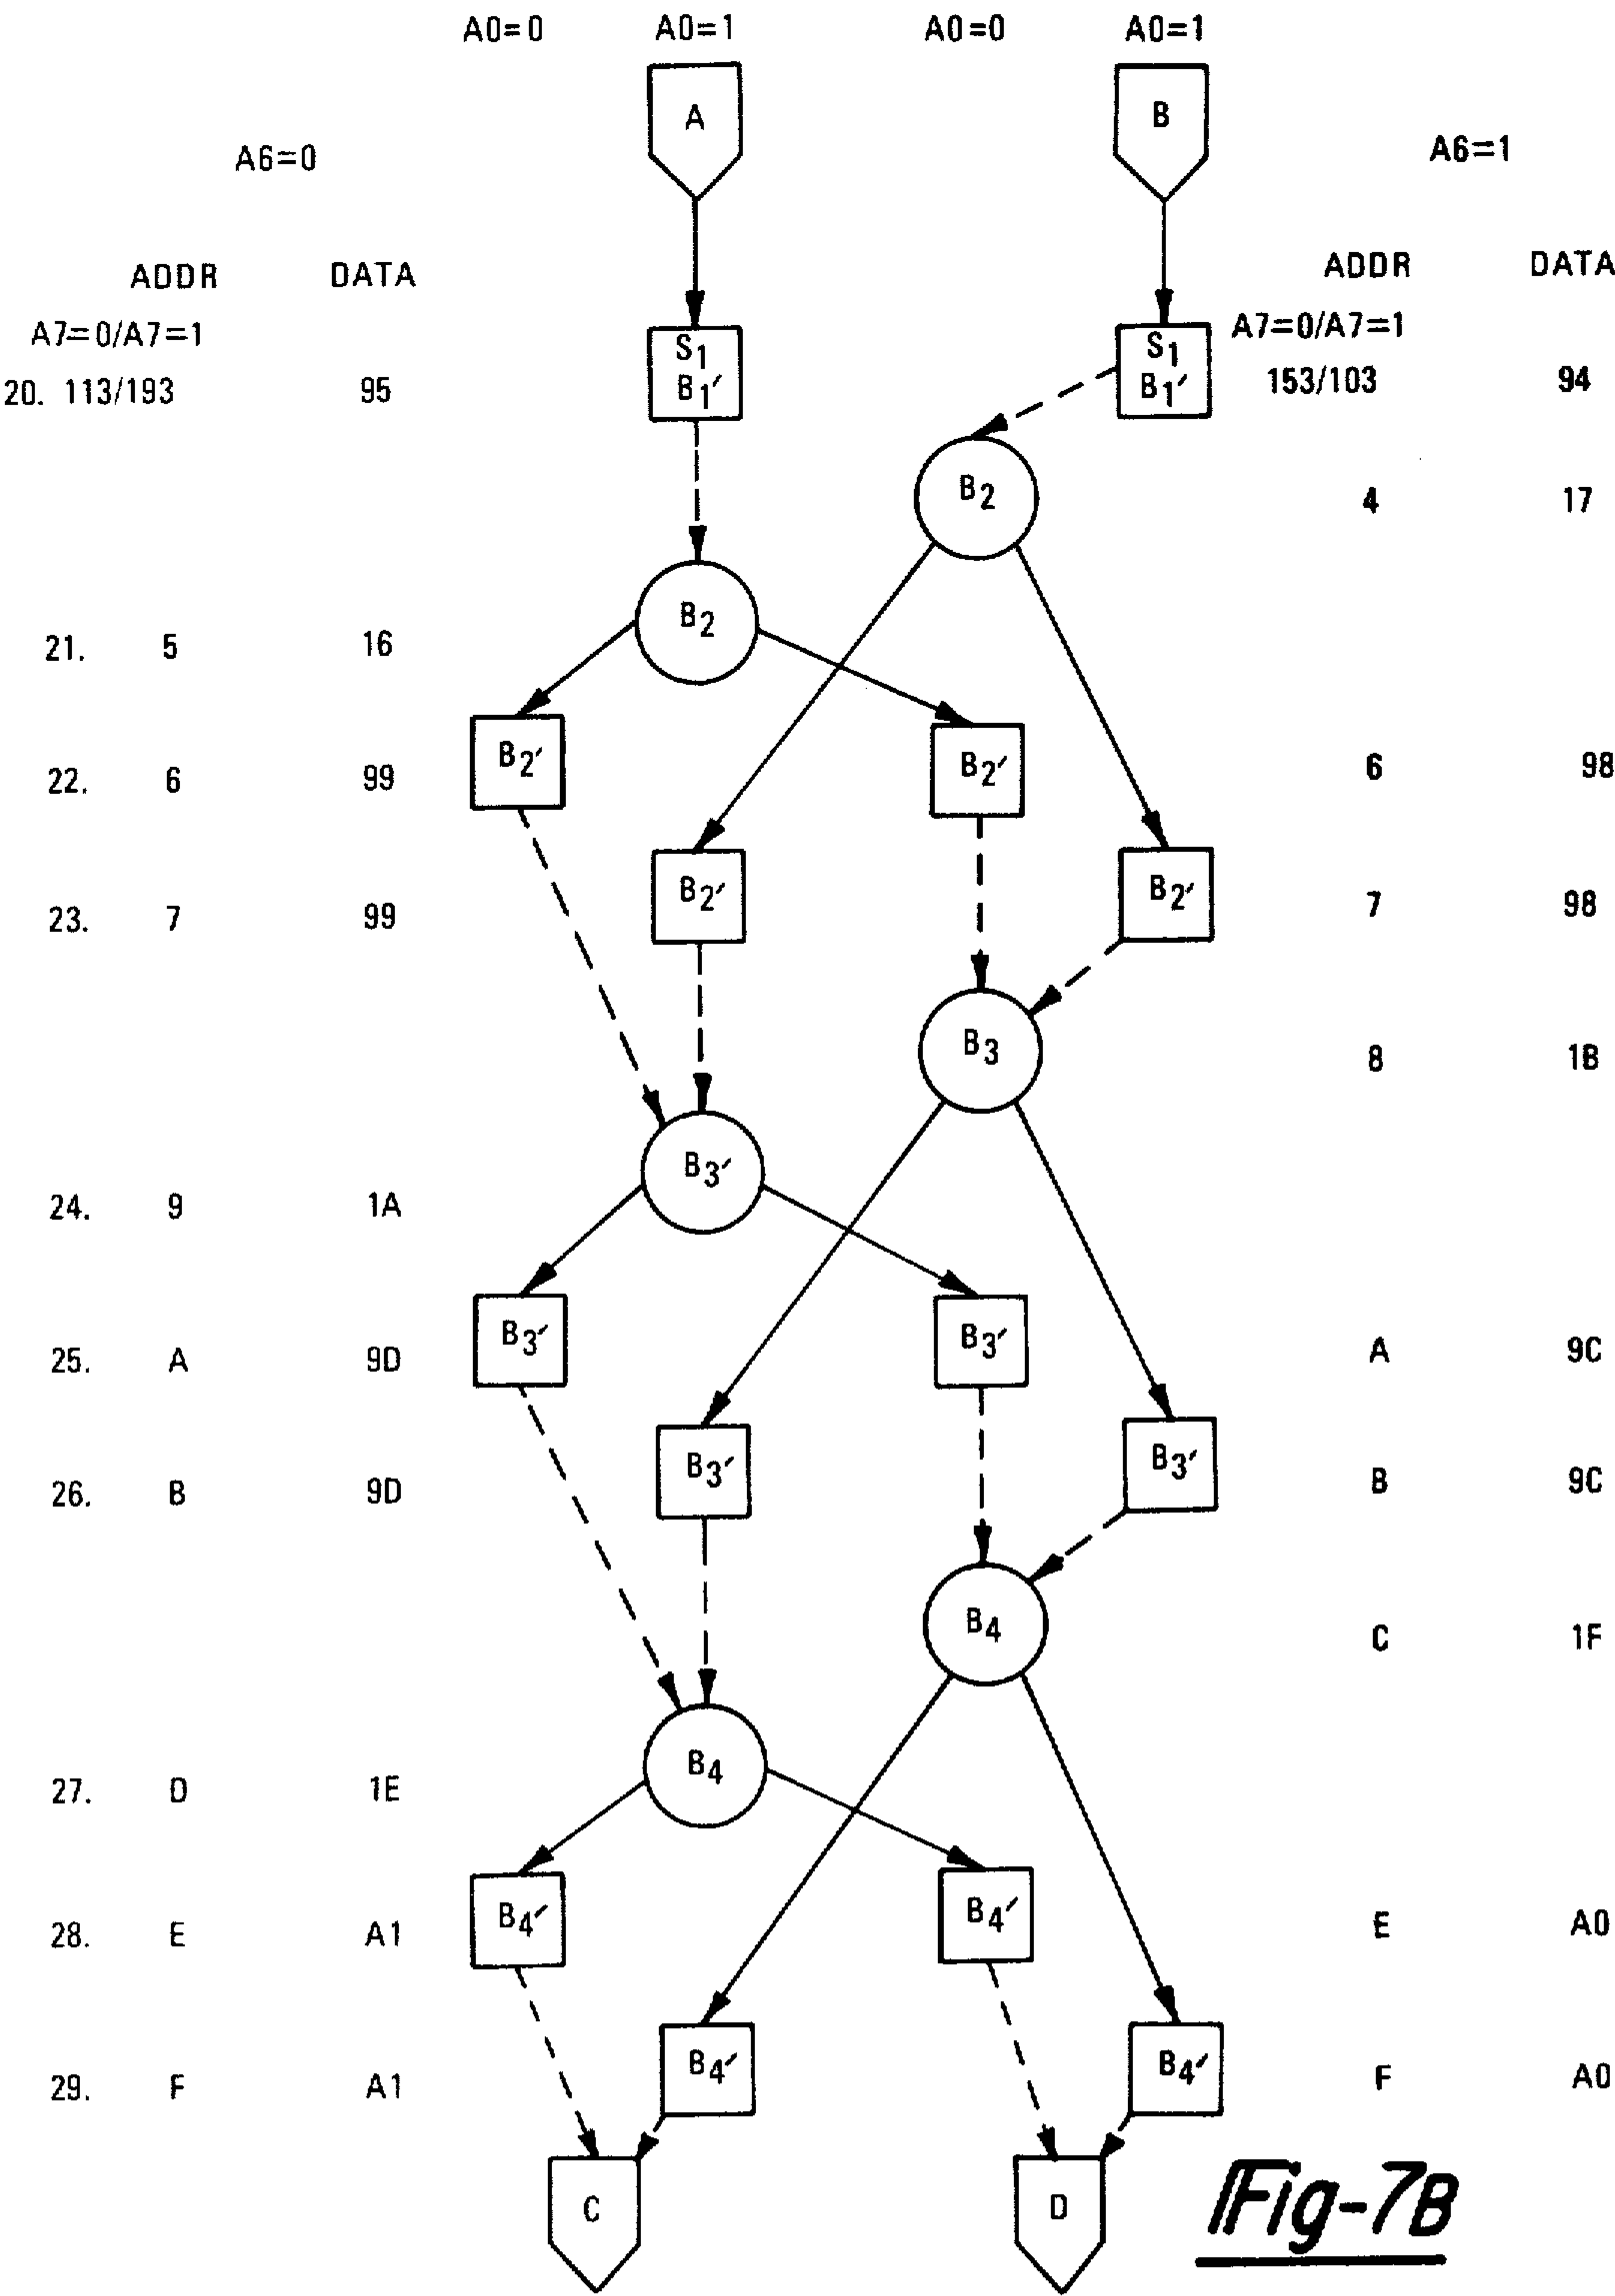 A0=0 A0=1 A0=0 A0=1
A B
A6=0 A6=1
ADDR DATA ADDR DATA
A7=0/A7=1 S1 A7=0/A7=1 S1
20. 113/193 95 B1′ B1′ 153/103 94
B2 4 17
21. 5 16 B2
22. 6 99 B2′ B2′ 6 98
23. 7 99 B2′ B2′ 7 98
B3 8 1B
24. 9 1A B3′
25. A 9D B3′ B3′ A 9C
26. B 9D B3′ B3′ B 9C
B4 C 1F
27. D 1E B4
28. E A1 B4′ B4′ E A0
29. F A1 B4′ B4′ F A0
C D
Fig-7B